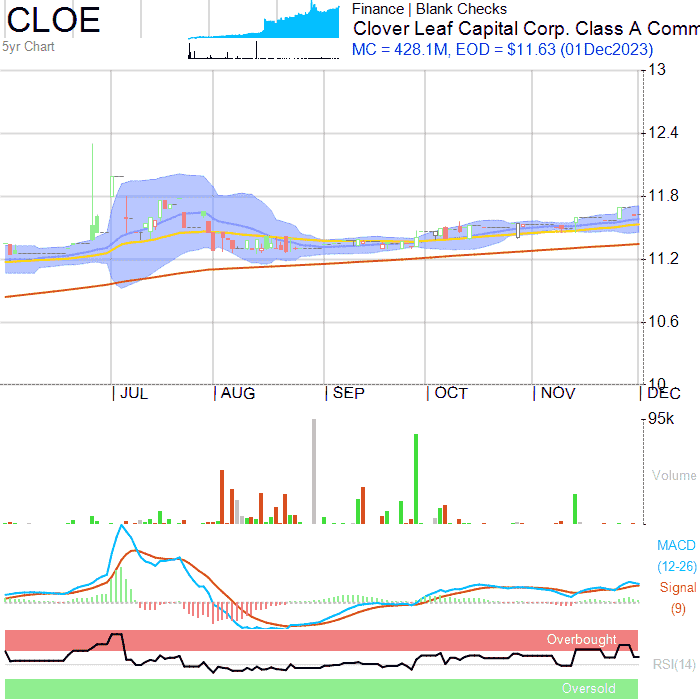 CLOE
5yr Chart
Finance | Blank Checks
Clover Leaf Capital Corp. Class A Comm
MC = 428.1M, EOD = $11.63 (01Dec2023)
13
12.4
11.8
11.2
10.6
10
| JUL | AUG | SEP | OCT | NOV | DEC
95k
Volume
MACD
(12-26)
Signal
(9)
Overbought
RSI(14)
Oversold